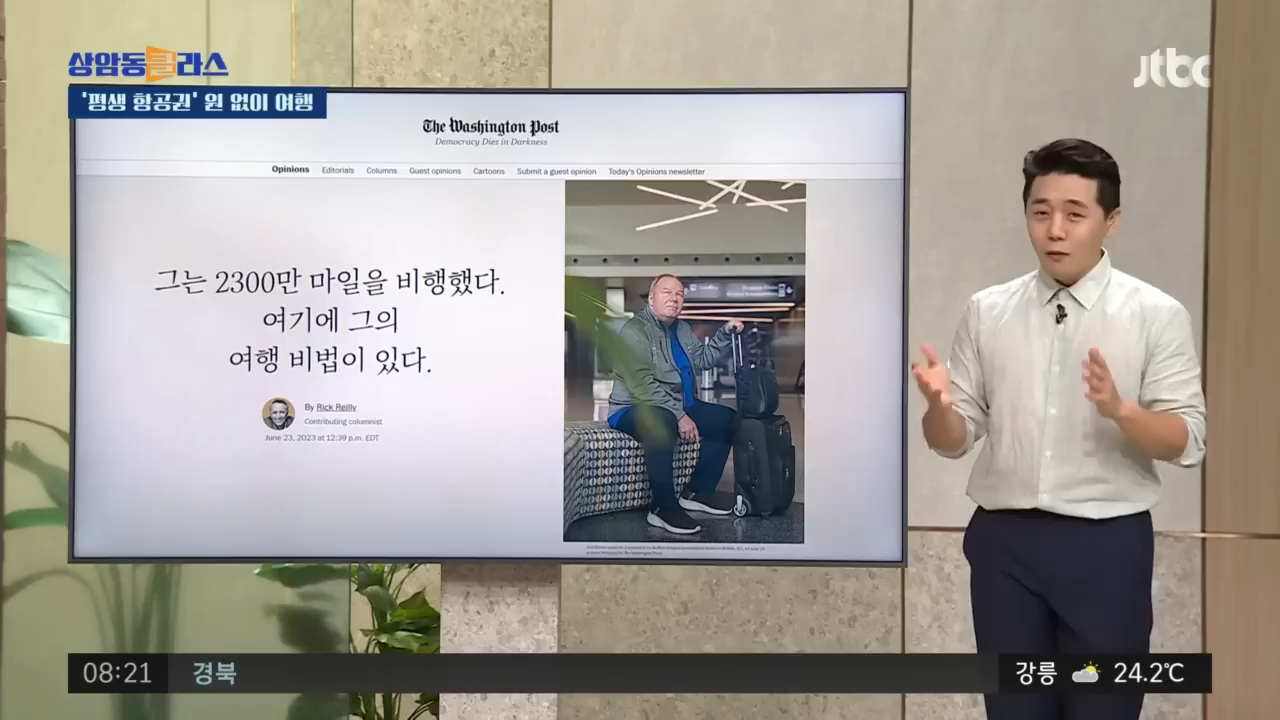 상암동클라스
'평생 항공권' 원 없이 여행
jtbc
The Washington Post
Democracy Dies in Darkness
Opinions Editorials Columns Guest opinions Cartoons Submit a guest opinion Today's Opinions newsletter
그는 2300만 마일을 비행했다.
여기에 그의
여행 비법이 있다.
By Rick Reilly
Contributing columnist
June 23, 2023 at 12:39 p.m. EDT
08:21 경북
강릉 24.2℃